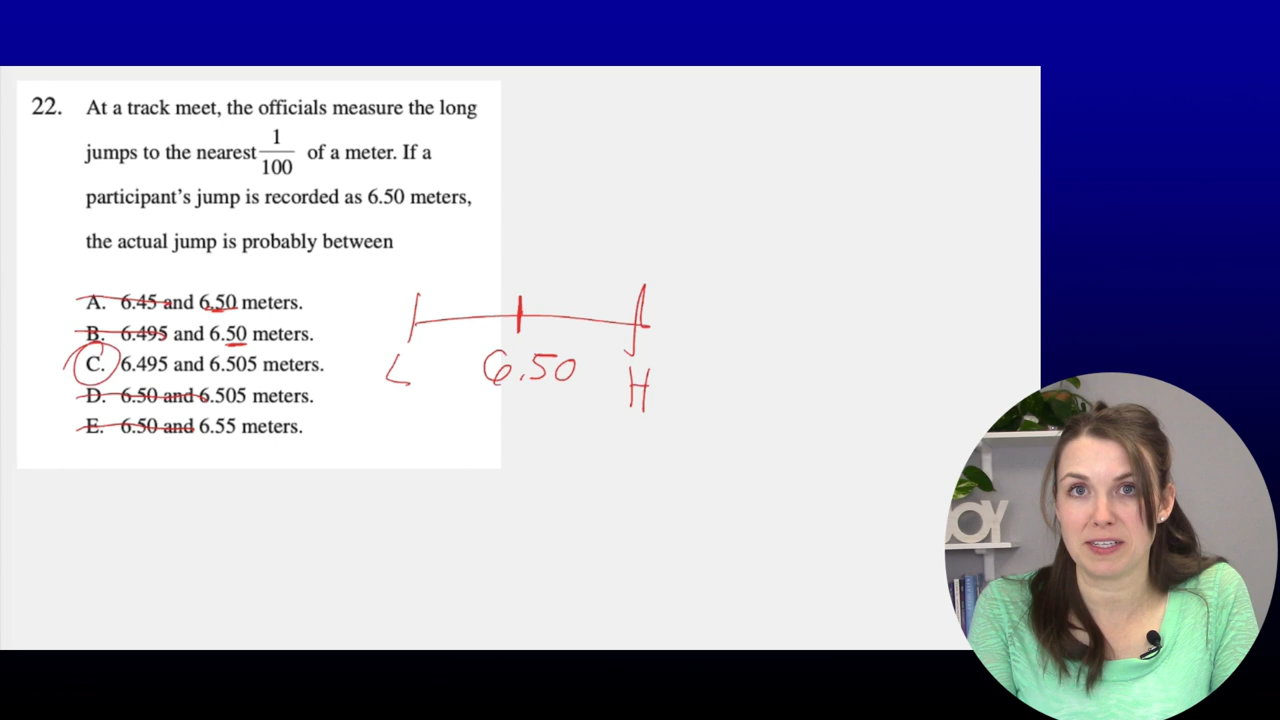 22. At a track meet, the officials measure the long
jumps to the nearest 1/100 of a meter. If a
participant's jump is recorded as 6.50 meters,
the actual jump is probably between
A. 6.45 and 6.50 meters.
B. 6.495 and 6.50 meters.
C. 6.495 and 6.505 meters.
D. 6.50 and 6.505 meters.
E. 6.50 and 6.55 meters.
L 6.50 H
OY